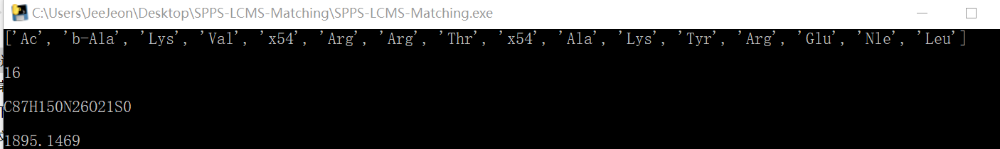 C:\Users\JeeJeon\Desktop\SPPS-LCMS-Matching\SPPS-LCMS-Matching.exe
['Ac', 'b-Ala', 'Lys', 'Val', 'x54', 'Arg', 'Arg', 'Thr', 'x54', 'Ala', 'Lys', 'Tyr', 'Arg', 'Glu', 'Nle', 'Leu']
16
C87H150N26O21S0
1895.1469